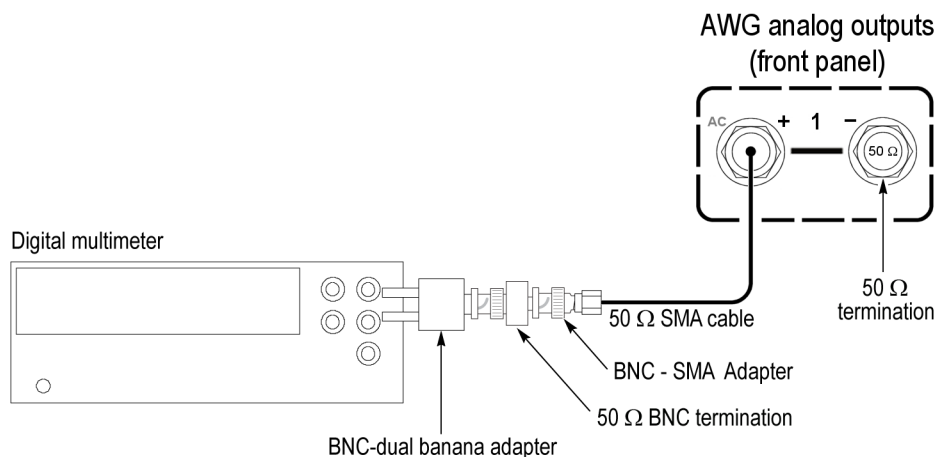 AWG analog outputs
(front panel)
AC + 1 −
50 Ω
Digital multimeter
50 Ω
termination
50 Ω SMA cable
BNC - SMA Adapter
50 Ω BNC termination
BNC-dual banana adapter